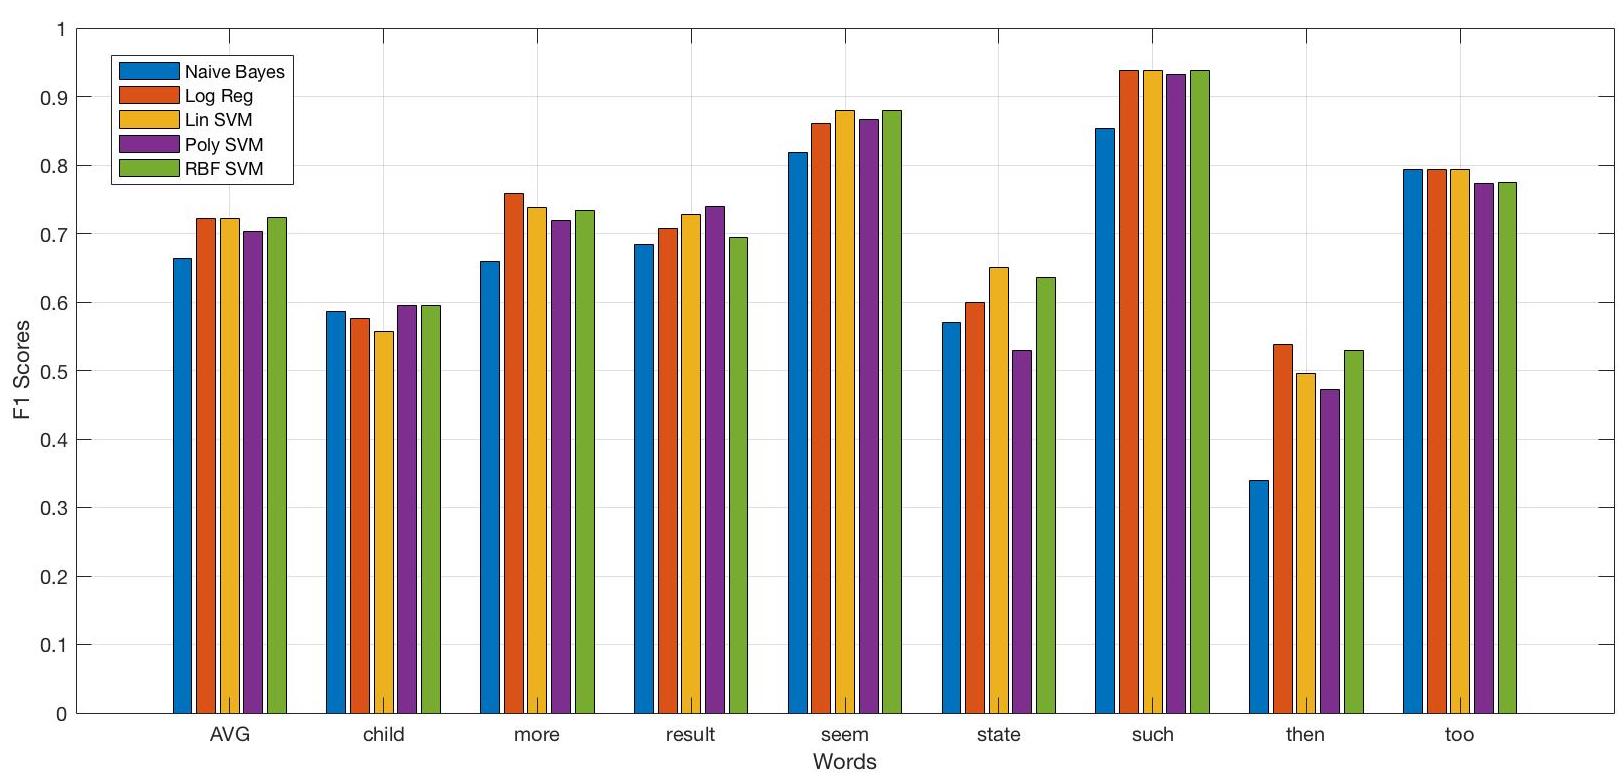 1
0.9
0.8
0.7
0.6
0.5
0.4
0.3
0.2
0.1
0
F1 Scores
Naive Bayes
Log Reg
Lin SVM
Poly SVM
RBF SVM
AVG child more result seem state such then too
Words